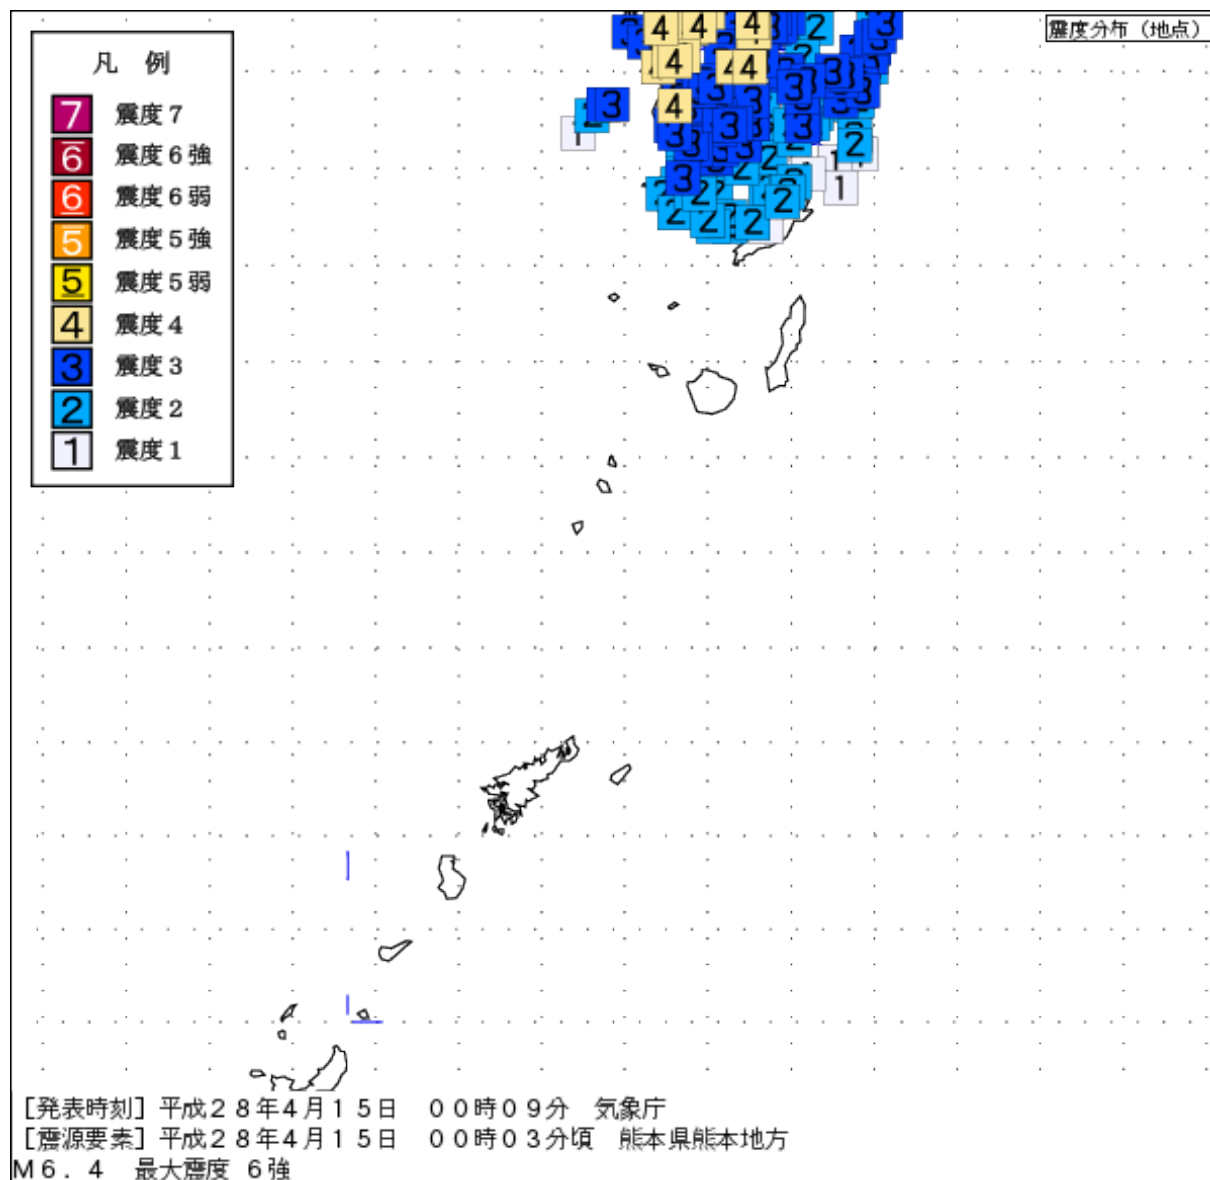 震度分布（地点）
凡 例
7 震度７
6 震度６強
6 震度６弱
5 震度５強
5 震度５弱
4 震度４
3 震度３
2 震度２
1 震度１
［発表時刻］平成２８年４月１５日　００時０９分　気象庁
［震源要素］平成２８年４月１５日　００時０３分頃　熊本県熊本地方
Ｍ６．４　最大震度 ６強